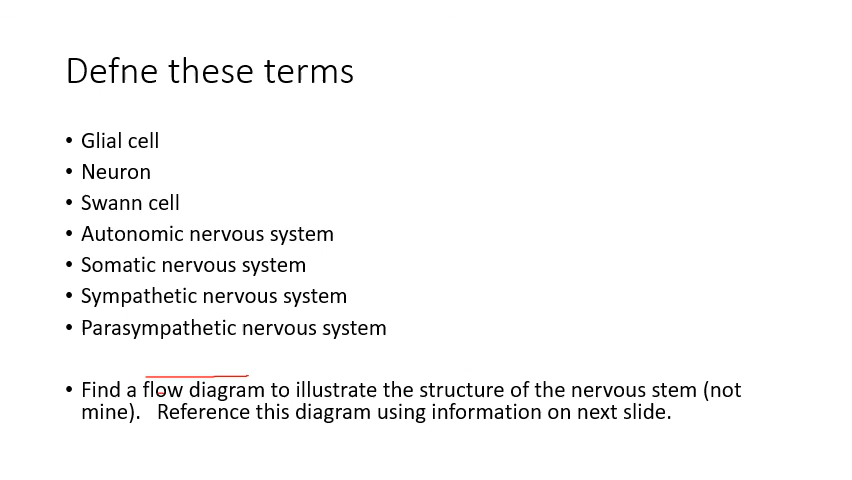 Defne these terms
• Glial cell
• Neuron
• Swann cell
• Autonomic nervous system
• Somatic nervous system
• Sympathetic nervous system
• Parasympathetic nervous system
• Find a flow diagram to illustrate the structure of the nervous stem (not
mine).   Reference this diagram using information on next slide.